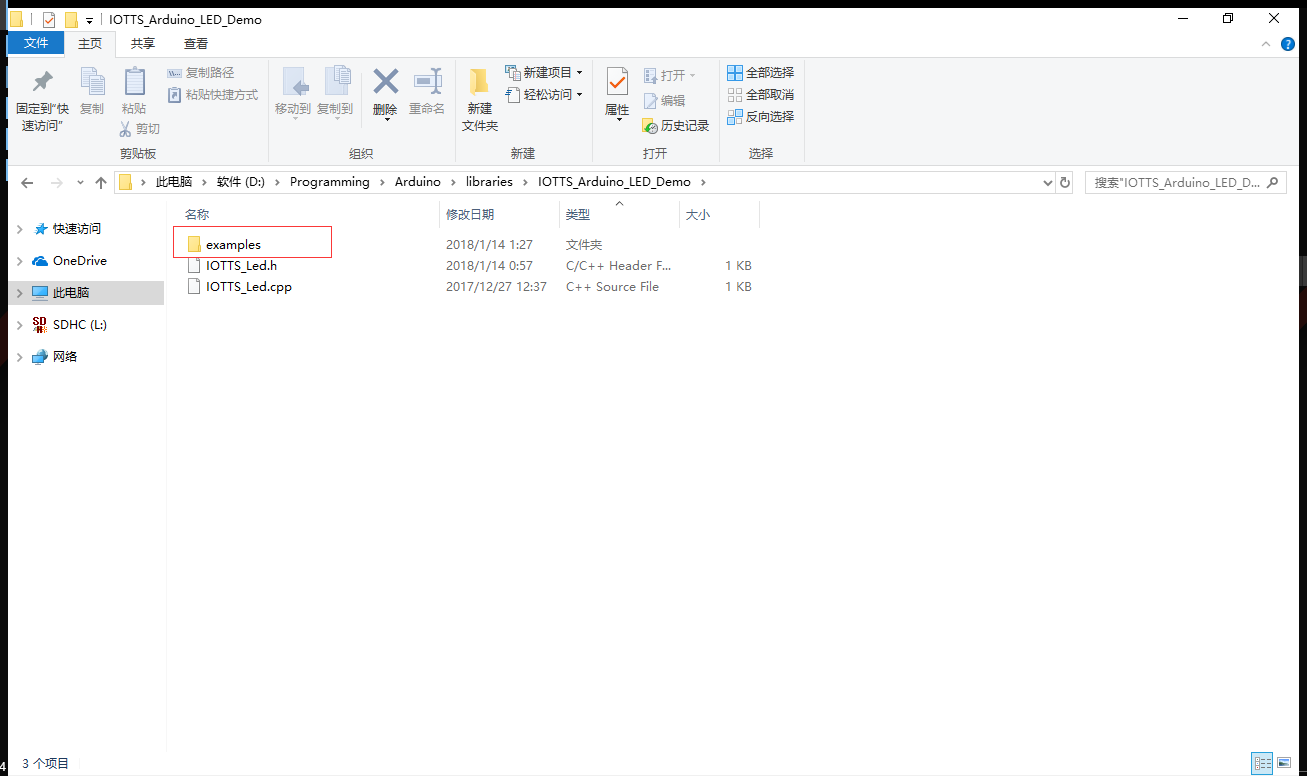 IOTTS_Arduino_LED_Demo
文件 主页 共享 查看
固定到"快速访问" 复制 粘贴 复制路径 粘贴快捷方式 剪切
移动到 复制到 删除 重命名
新建文件夹 新建项目 轻松访问
属性 打开 编辑 历史记录
全部选择 全部取消 反向选择
剪贴板 组织 新建 打开 选择
此电脑 软件 (D:) Programming Arduino libraries IOTTS_Arduino_LED_Demo
搜索"IOTTS_Arduino_LED_D...
快速访问
OneDrive
此电脑
SDHC (L:)
网络
名称 修改日期 类型 大小
examples 2018/1/14 1:27 文件夹
IOTTS_Led.h 2018/1/14 0:57 C/C++ Header F... 1 KB
IOTTS_Led.cpp 2017/12/27 12:37 C++ Source File 1 KB
3 个项目